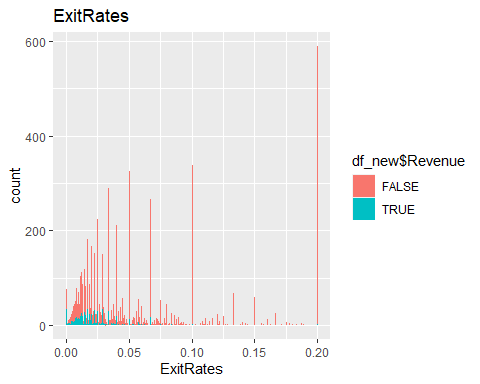 ExitRates
600
400
200
0
count
0.00 0.05 0.10 0.15 0.20
ExitRates
df_new$Revenue
FALSE
TRUE